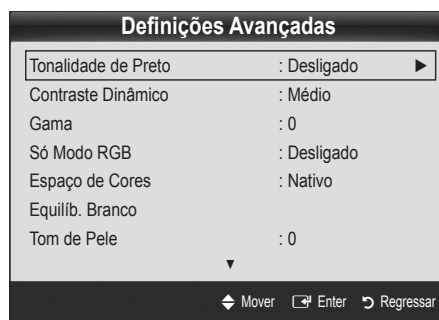 Definições Avançadas
Tonalidade de Preto : Desligado ▶
Contraste Dinâmico : Médio
Gama : 0
Só Modo RGB : Desligado
Espaço de Cores : Nativo
Equilíb. Branco
Tom de Pele : 0
▼
Mover Enter Regressar